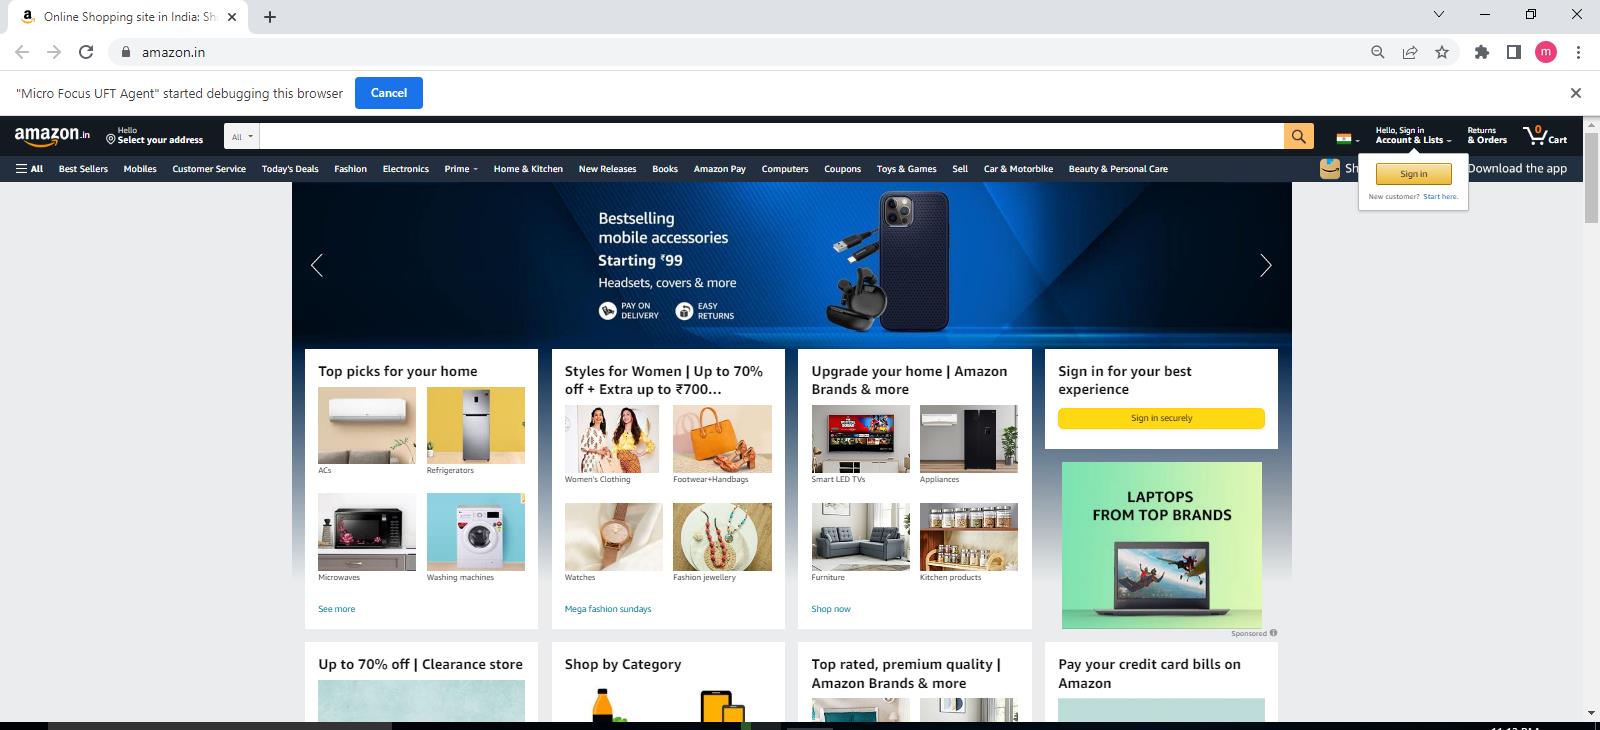 Online Shopping site in India: Sh
amazon.in
"Micro Focus UFT Agent" started debugging this browser
Cancel
m
amazon.in
Hello
Select your address
All
Hello, Sign in
Account & Lists
Returns
& Orders
0
Cart
All
Best Sellers
Mobiles
Customer Service
Today's Deals
Fashion
Electronics
Prime
Home & Kitchen
New Releases
Books
Amazon Pay
Computers
Coupons
Toys & Games
Sell
Car & Motorbike
Beauty & Personal Care
Sh
Download the app
Sign in
New customer? Start here.
Bestselling
mobile accessories
Starting ₹99
Headsets, covers & more
PAY ON
DELIVERY
EASY
RETURNS
Top picks for your home
ACs
Refrigerators
Microwaves
Washing machines
See more
Styles for Women | Up to 70%
off + Extra up to ₹700...
Women's Clothing
Footwear+Handbags
Watches
Fashion jewellery
Mega fashion sundays
Upgrade your home | Amazon
Brands & more
Smart LED TVs
Appliances
Furniture
Kitchen products
Shop now
Sign in for your best
experience
Sign in securely
LAPTOPS
FROM TOP BRANDS
Sponsored
Up to 70% off | Clearance store
Shop by Category
Top rated, premium quality |
Amazon Brands & more
Pay your credit card bills on
Amazon